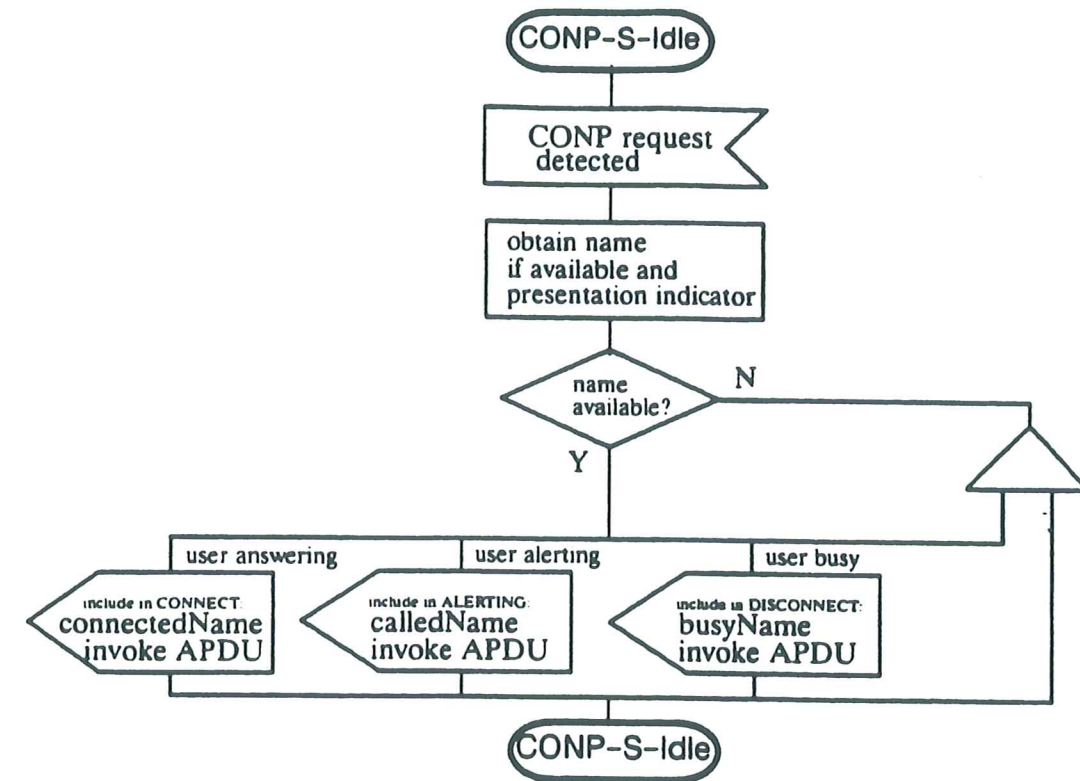 CONP-S-Idle
CONP request
detected
obtain name
if available and
presentation indicator
name
available?
N
Y
user answering
include in CONNECT:
connectedName
invoke APDU
user alerting
include in ALERTING:
calledName
invoke APDU
user busy
include in DISCONNECT:
busyName
invoke APDU
CONP-S-Idle